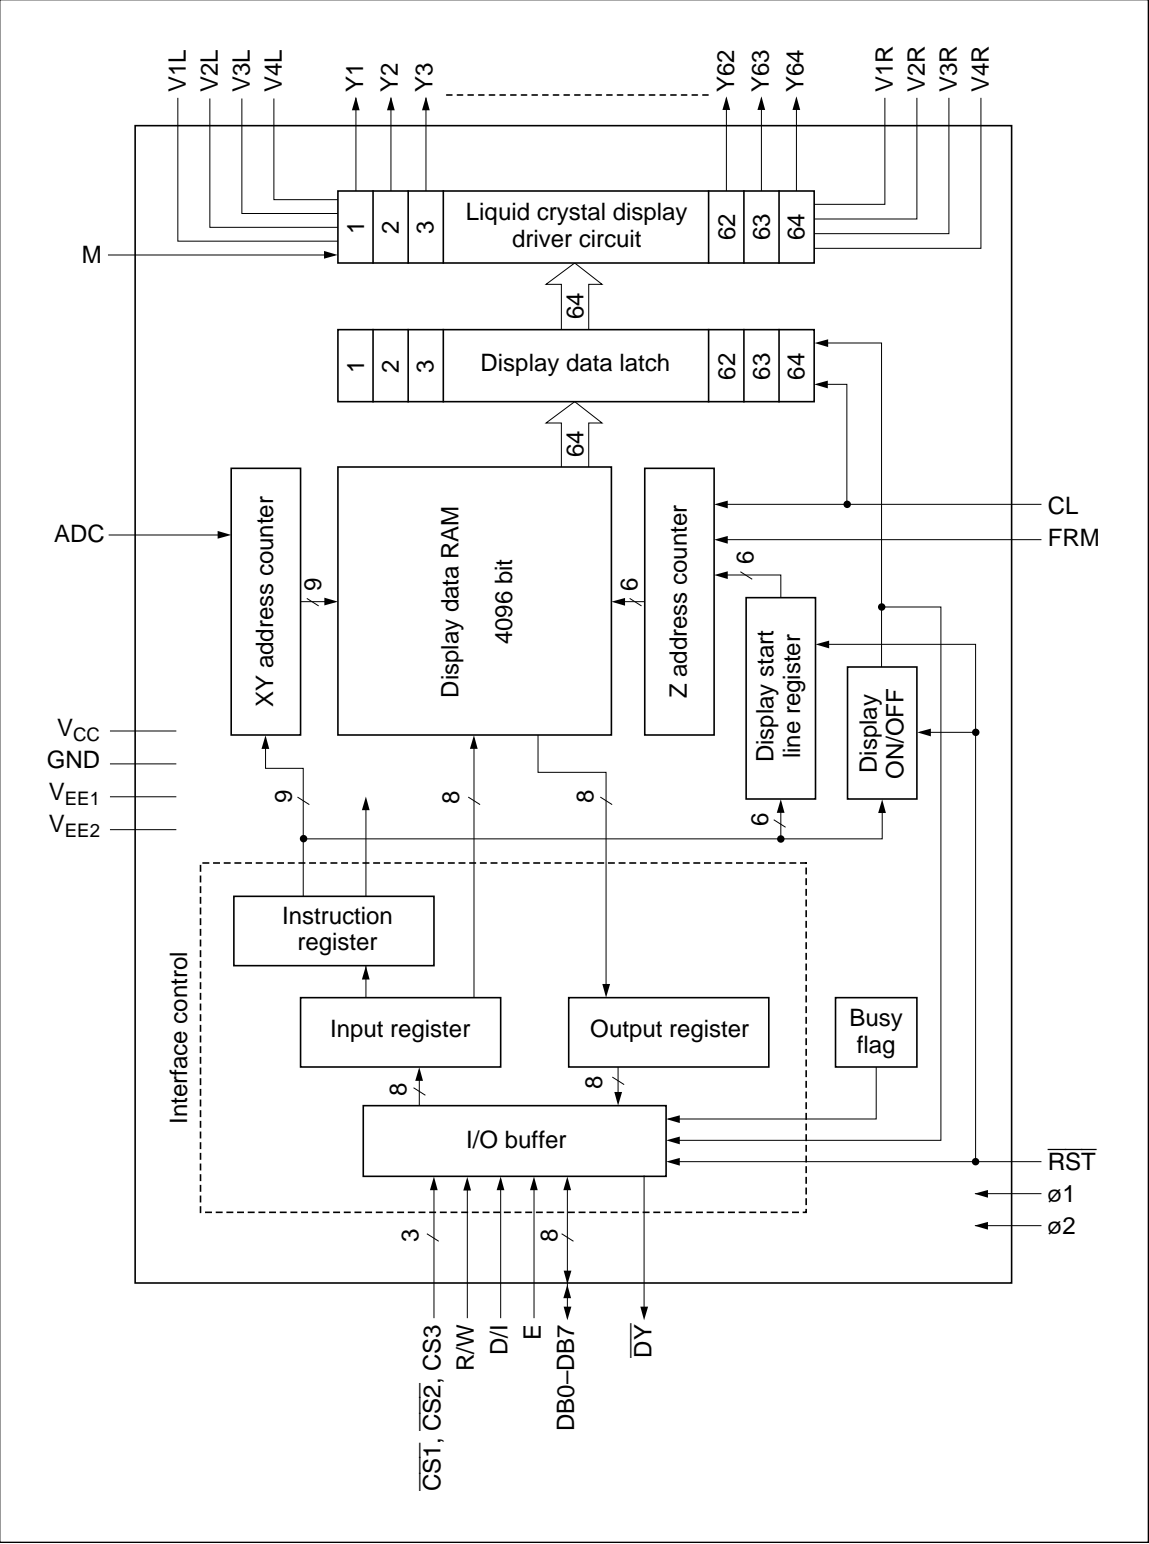 V1L
V2L
V3L
V4L
Y1
Y2
Y3
Y62
Y63
Y64
V1R
V2R
V3R
V4R
M
1
2
3
Liquid crystal display
driver circuit
62
63
64
64
1
2
3
Display data latch
62
63
64
64
ADC
XY address counter
9
Display data RAM
4096 bit
6
Z address counter
6
CL
FRM
Display start
line register
Display
ON/OFF
VCC
GND
VEE1
VEE2
9
8
8
6
Interface control
Instruction
register
Input register
Output register
Busy
flag
8
8
I/O buffer
RST
ø1
ø2
3
8
CS1, CS2, CS3
R/W
D/I
E
DB0–DB7
DY